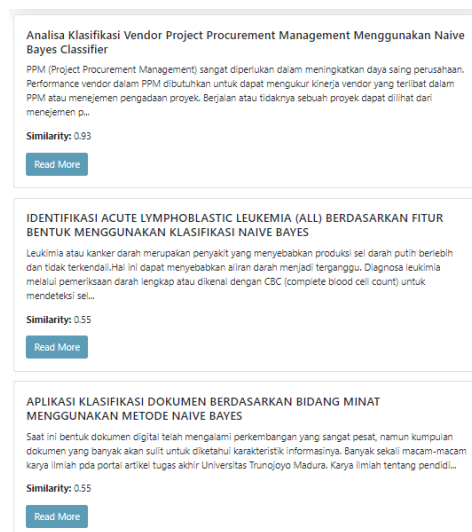 Analisa Klasifikasi Vendor Project Procurement Management Menggunakan Naive
Bayes Classifier
PPM (Project Procurement Management) sangat diperlukan dalam meningkatkan daya saing perusahaan.
Performance vendor dalam PPM dibutuhkan untuk dapat mengukur kinerja vendor yang terlibat dalam
PPM atau menejemen pengadaan proyek. Berjalan atau tidaknya sebuah proyek dapat dilihat dari
menejemen p...
Similarity: 0.93
Read More
IDENTIFIKASI ACUTE LYMPHOBLASTIC LEUKEMIA (ALL) BERDASARKAN FITUR
BENTUK MENGGUNAKAN KLASIFIKASI NAIVE BAYES
Leukimia atau kanker darah merupakan penyakit yang menyebabkan produksi sel darah putih berlebih
dan tidak terkendali.Hal ini dapat menyebabkan aliran darah menjadi terganggu. Diagnosa leukimia
melalui pemeriksaan darah lengkap atau dikenal dengan CBC (complete blood cell count) untuk
mendeteksi sel...
Similarity: 0.55
Read More
APLIKASI KLASIFIKASI DOKUMEN BERDASARKAN BIDANG MINAT
MENGGUNAKAN METODE NAIVE BAYES
Saat ini bentuk dokumen digital telah mengalami perkembangan yang sangat pesat, namun kumpulan
dokumen yang banyak akan sulit untuk diketahui karakteristik informasinya. Banyak sekali macam-macam
karya ilmiah pda portal artikel tugas akhir Universitas Trunojoyo Madura. Karya ilmiah tentang pendidi...
Similarity: 0.55
Read More